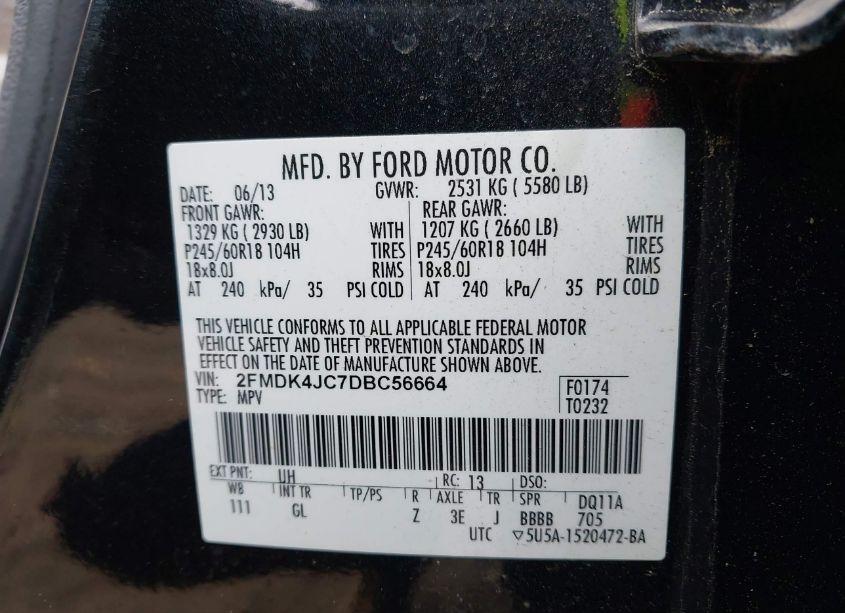 MFD. BY FORD MOTOR CO.
DATE: 06/13 GVWR: 2531 KG ( 5580 LB)
FRONT GAWR: REAR GAWR:
1329 KG ( 2930 LB) WITH 1207 KG ( 2660 LB) WITH
P245/60R18 104H TIRES P245/60R18 104H TIRES
18x8.0J RIMS 18x8.0J RIMS
AT 240 kPa/ 35 PSI COLD AT 240 kPa/ 35 PSI COLD
THIS VEHICLE CONFORMS TO ALL APPLICABLE FEDERAL MOTOR
VEHICLE SAFETY AND THEFT PREVENTION STANDARDS IN
EFFECT ON THE DATE OF MANUFACTURE SHOWN ABOVE.
VIN: 2FMDK4JC7DBC56664 F0174
TYPE: MPV T0232
EXT PNT: UH RC: 13 DSO:
WB INT TR TP/PS R AXLE TR SPR DQ11A
111 GL Z 3E J BBBB 705
UTC ▽5U5A-1520472-BA